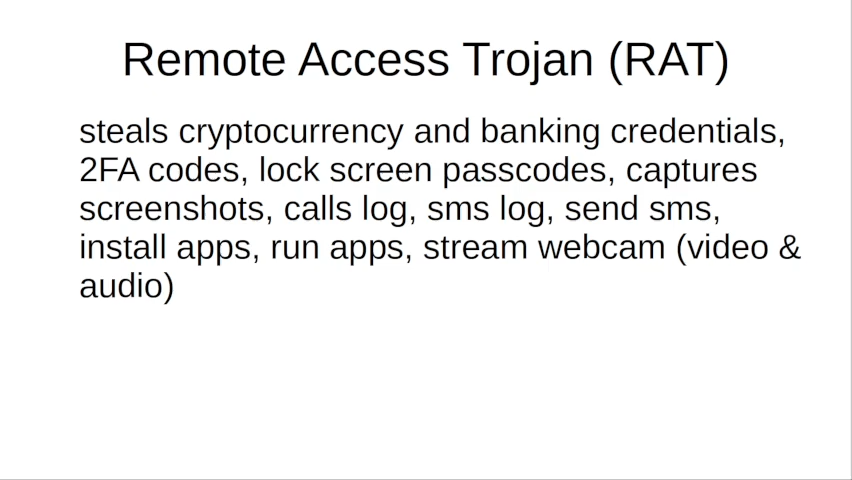 Remote Access Trojan (RAT)
steals cryptocurrency and banking credentials,
2FA codes, lock screen passcodes, captures
screenshots, calls log, sms log, send sms,
install apps, run apps, stream webcam (video &
audio)